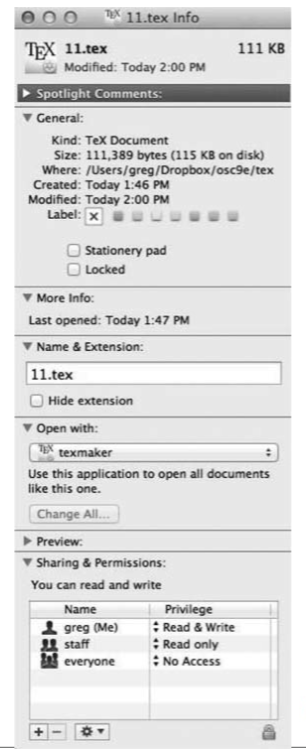 TEX 11.tex Info
TEX 11.tex 111 KB
Modified: Today 2:00 PM
Spotlight Comments:
General:
Kind: TeX Document
Size: 111,389 bytes (115 KB on disk)
Where: /Users/greg/Dropbox/osc9e/tex
Created: Today 1:46 PM
Modified: Today 2:00 PM
Label:
Stationery pad
Locked
More Info:
Last opened: Today 1:47 PM
Name & Extension:
11.tex
Hide extension
Open with:
TEX texmaker
Use this application to open all documents
like this one.
Change All...
Preview:
Sharing & Permissions:
You can read and write
Name Privilege
greg (Me) Read & Write
staff Read only
everyone No Access